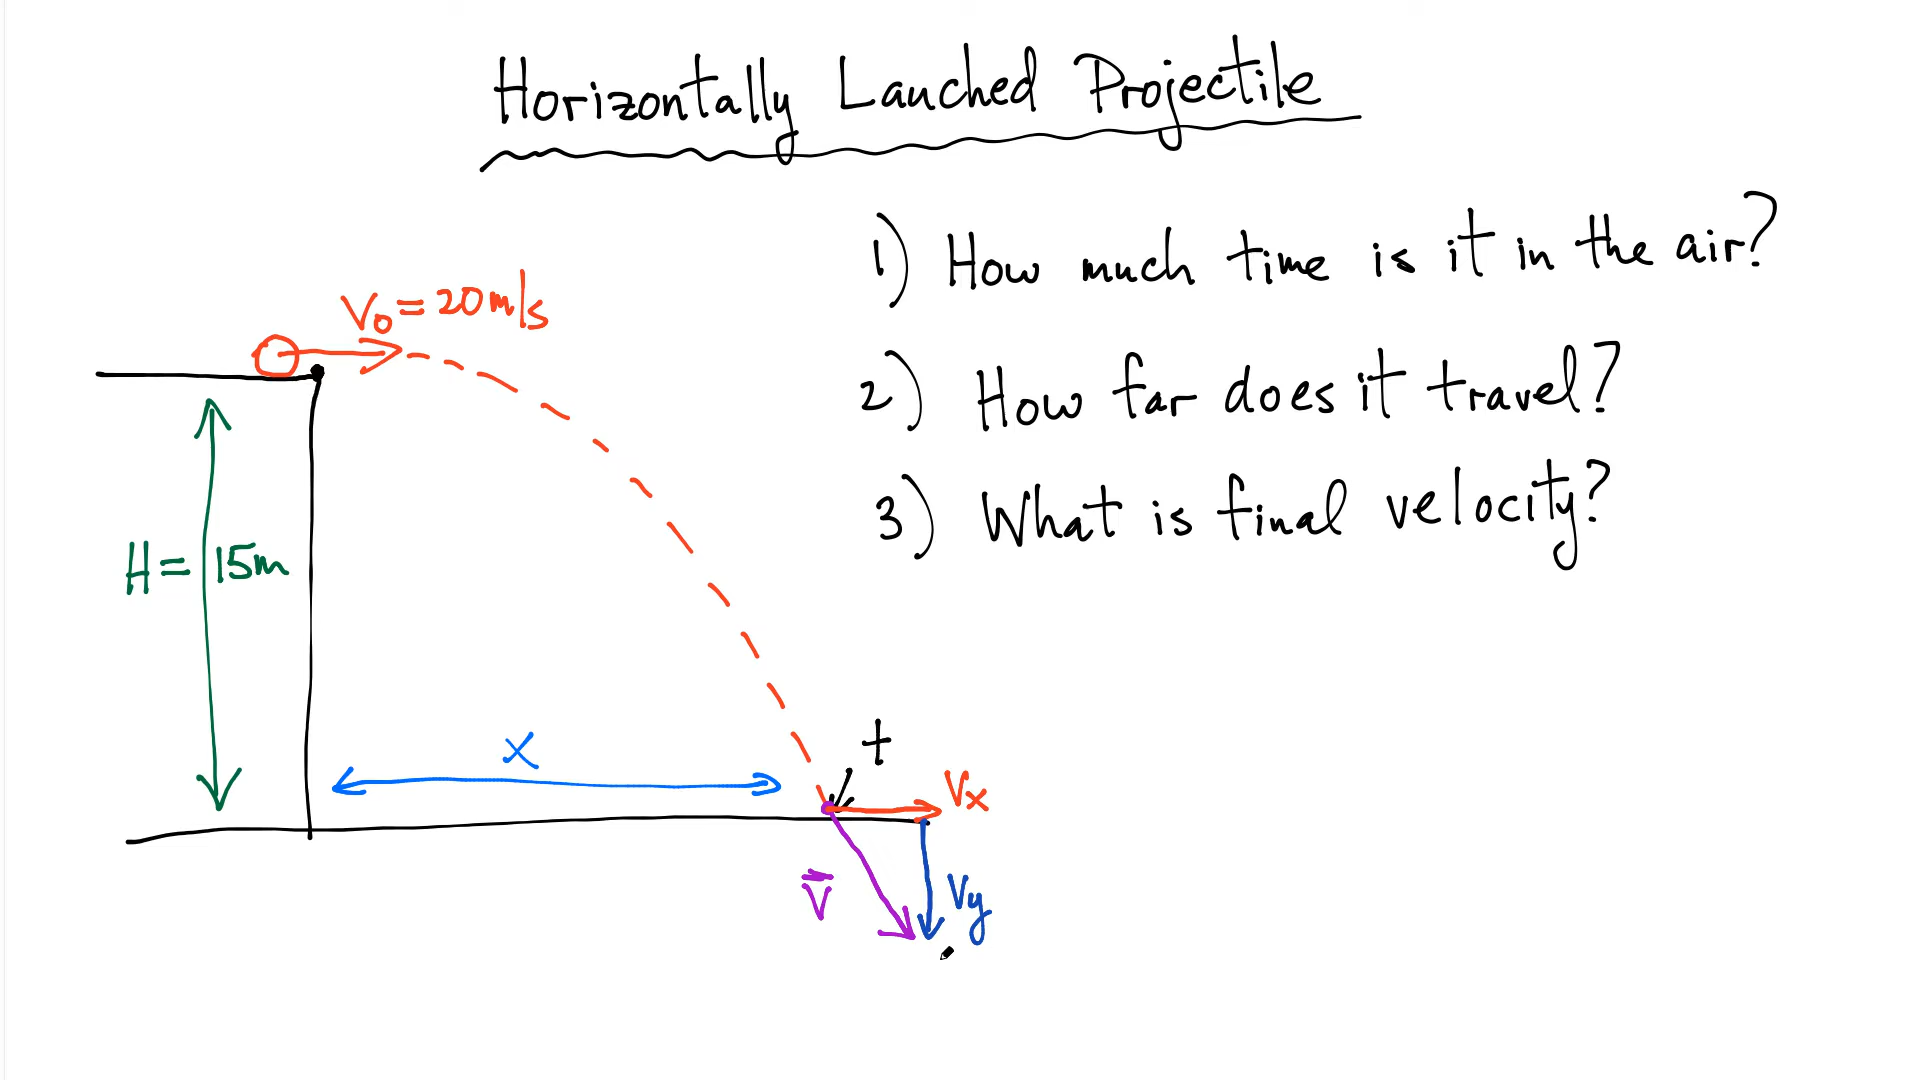 Horizontally Lauched Projectile
1) How much time is it in the air?
V₀ = 20m/s
2) How far does it travel?
3) What is final velocity?
H = 15m
x
t
Vx
V⃗
Vy